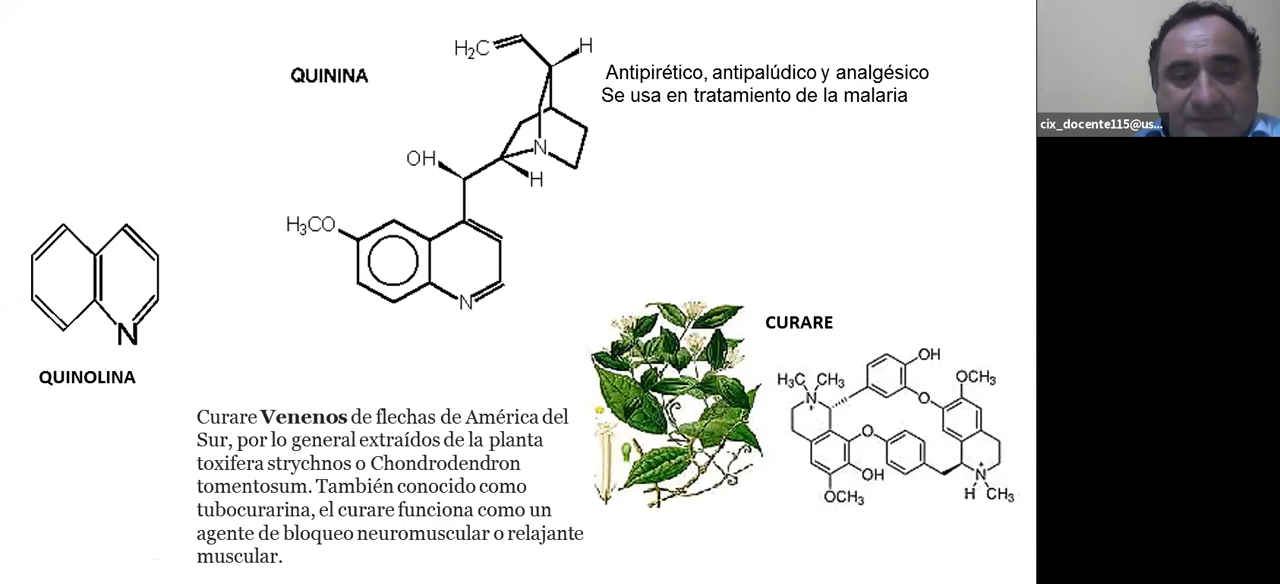 QUININA
H₂C
H
OH
N
H
H₃CO
N
Antipirético, antipalúdico y analgésico
Se usa en tratamiento de la malaria
cix_docente115@us...
N
QUINOLINA
CURARE
OH
H₃C CH₃
N⁺
O
OCH₃
O
OH
OCH₃
N⁺
H CH₃
Curare Venenos de flechas de América del
Sur, por lo general extraídos de la planta
toxifera strychnos o Chondrodendron
tomentosum. También conocido como
tubocurarina, el curare funciona como un
agente de bloqueo neuromuscular o relajante
muscular.